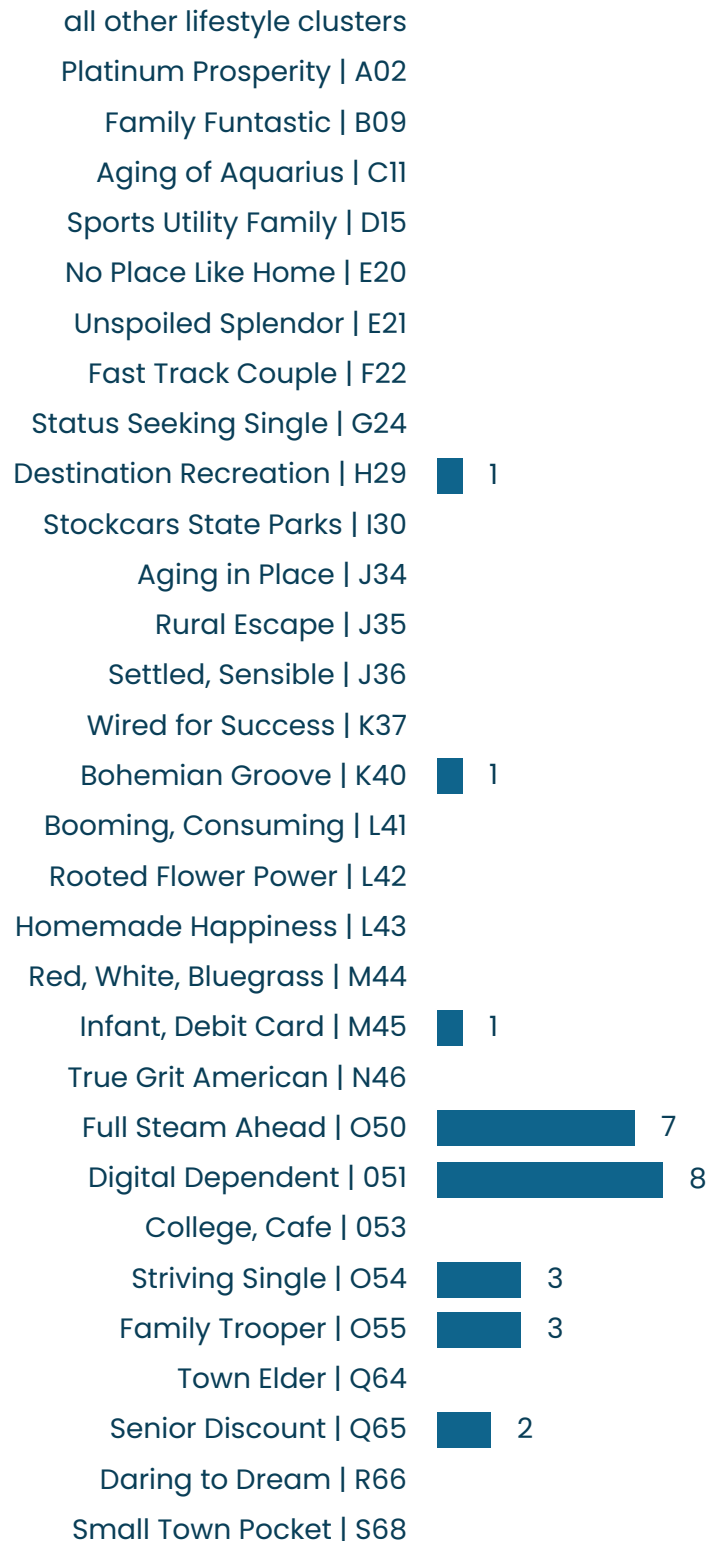 all other lifestyle clusters
Platinum Prosperity | A02
Family Funtastic | B09
Aging of Aquarius | C11
Sports Utility Family | D15
No Place Like Home | E20
Unspoiled Splendor | E21
Fast Track Couple | F22
Status Seeking Single | G24
Destination Recreation | H29 1
Stockcars State Parks | I30
Aging in Place | J34
Rural Escape | J35
Settled, Sensible | J36
Wired for Success | K37
Bohemian Groove | K40 1
Booming, Consuming | L41
Rooted Flower Power | L42
Homemade Happiness | L43
Red, White, Bluegrass | M44
Infant, Debit Card | M45 1
True Grit American | N46
Full Steam Ahead | O50 7
Digital Dependent | 051 8
College, Cafe | 053
Striving Single | O54 3
Family Trooper | O55 3
Town Elder | Q64
Senior Discount | Q65 2
Daring to Dream | R66
Small Town Pocket | S68